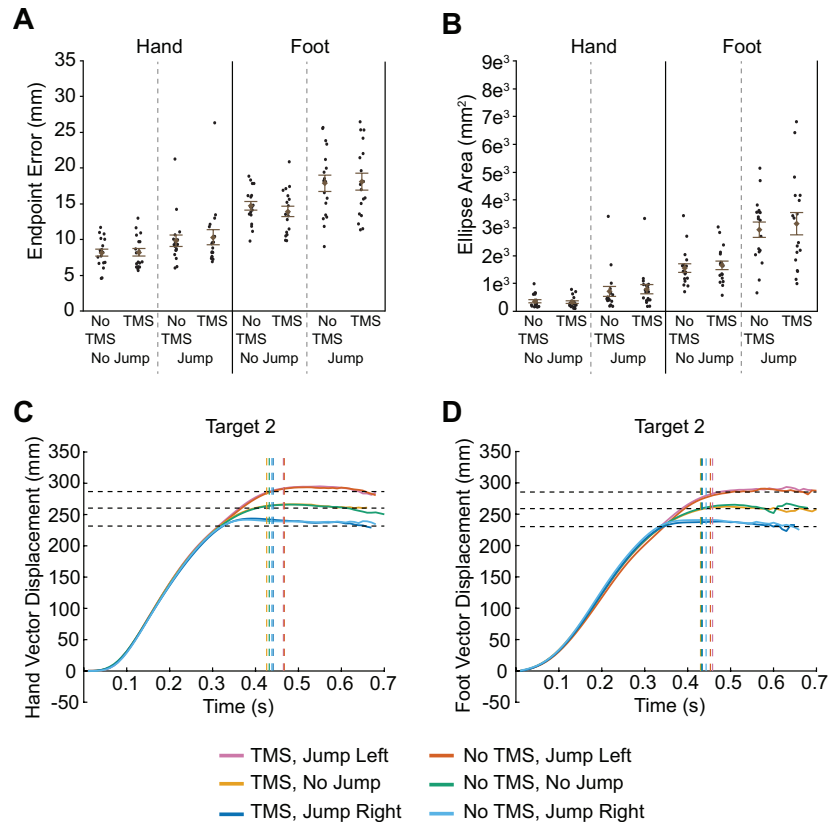 A
Hand
Foot
Endpoint Error (mm)
35
30
25
20
15
10
5
0
No TMS No TMS No TMS No TMS
TMS TMS TMS TMS
No Jump Jump No Jump Jump
B
Hand
Foot
Ellipse Area (mm²)
9e³
8e³
7e³
6e³
5e³
4e³
3e³
2e³
1e³
0
No TMS No TMS No TMS No TMS
TMS TMS TMS TMS
No Jump Jump No Jump Jump
C
Target 2
Hand Vector Displacement (mm)
350
300
250
200
150
100
50
0
-50
0.1 0.2 0.3 0.4 0.5 0.6 0.7
Time (s)
D
Target 2
Foot Vector Displacement (mm)
350
300
250
200
150
100
50
0
-50
0.1 0.2 0.3 0.4 0.5 0.6 0.7
Time (s)
TMS, Jump Left
No TMS, Jump Left
TMS, No Jump
No TMS, No Jump
TMS, Jump Right
No TMS, Jump Right